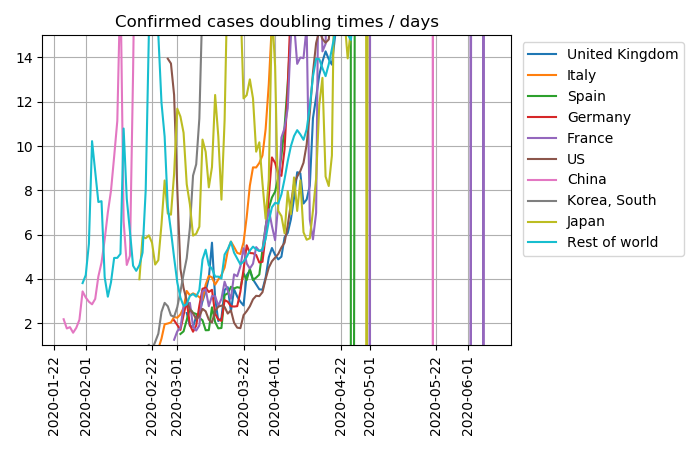 Confirmed cases doubling times / days
14
12
10
8
6
4
2
2020-01-22
2020-02-01
2020-02-22
2020-03-01
2020-03-22
2020-04-01
2020-04-22
2020-05-01
2020-05-22
2020-06-01
United Kingdom
Italy
Spain
Germany
France
US
China
Korea, South
Japan
Rest of world